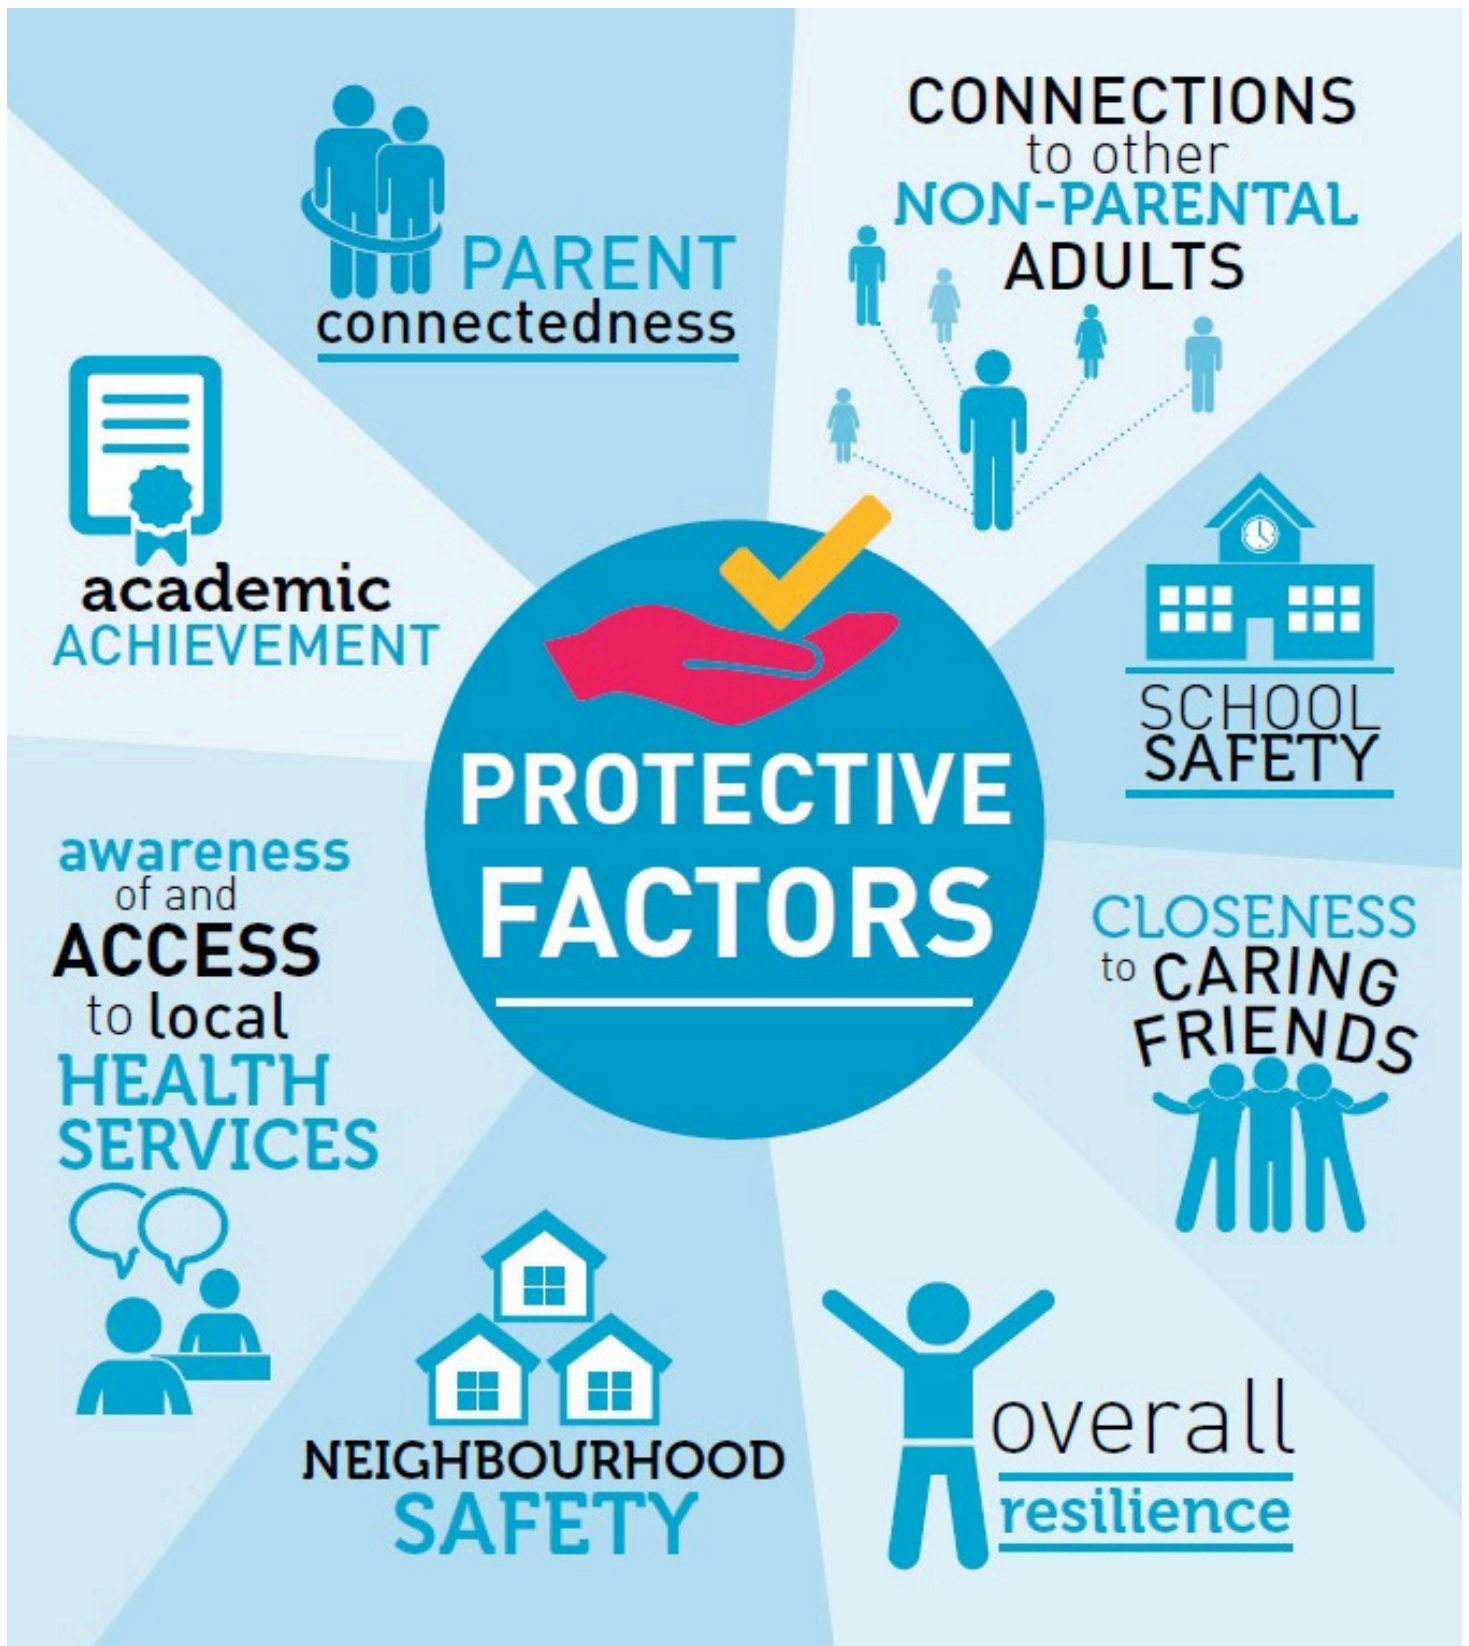 PROTECTIVE
FACTORS
PARENT
connectedness
CONNECTIONS
to other
NON-PARENTAL
ADULTS
SCHOOL
SAFETY
CLOSENESS
to CARING
FRIENDS
overall
resilience
NEIGHBOURHOOD
SAFETY
awareness
of and
ACCESS
to local
HEALTH
SERVICES
academic
ACHIEVEMENT